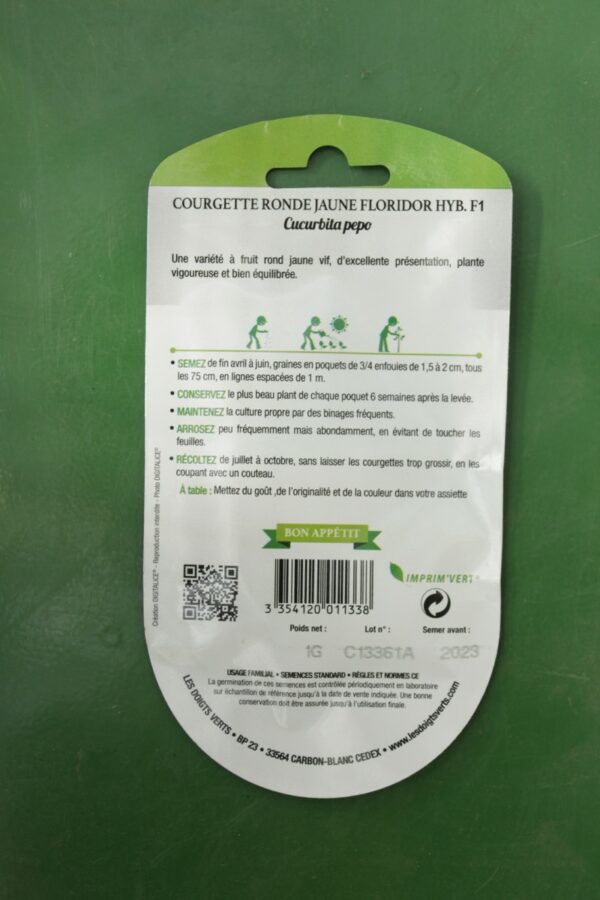 COURGETTE RONDE JAUNE FLORIDOR HYB. F1
Cucurbita pepo
Une variété à fruit rond jaune vif, d'excellente présentation, plante
vigoureuse et bien équilibrée.
• SEMEZ de fin avril à juin, graines en poquets de 3/4 enfouies de 1,5 à 2 cm, tous
les 75 cm, en lignes espacées de 1 m.
• CONSERVEZ le plus beau plant de chaque poquet 6 semaines après la levée.
• MAINTENEZ la culture propre par des binages fréquents.
• ARROSEZ peu fréquemment mais abondamment, en évitant de toucher les
feuilles.
• RÉCOLTEZ de juillet à octobre, sans laisser les courgettes trop grossir, en les
coupant avec un couteau.
À table : Mettez du goût ,de l'originalité et de la couleur dans votre assiette
BON APPÉTIT
Création DIGITALICE® - Reproduction interdite - Photo DIGITALICE®
IMPRIM'VERT®
3 354120 011338
Poids net : Lot n° : Semer avant :
1G C13361A 2023
USAGE FAMILIAL • SEMENCES STANDARD • RÈGLES ET NORMES CE
La germination de ces semences est contrôlée périodiquement en laboratoire
sur échantillon de référence jusqu'à la date de vente indiquée. Une bonne
conservation doit être assurée jusqu'à l'utilisation finale.
LES DOIGTS VERTS • BP 23 • 33564 CARBON-BLANC CEDEX • www.lesdoigtsverts.com